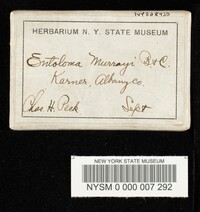 HERBARIUM N. Y. STATE MUSEUM
Entoloma Murrayi B. & C.
Karner, Albany Co.
Chas. H. Peck Sept
NEW YORK STATE MUSEUM
NYSM 0 000 007 292